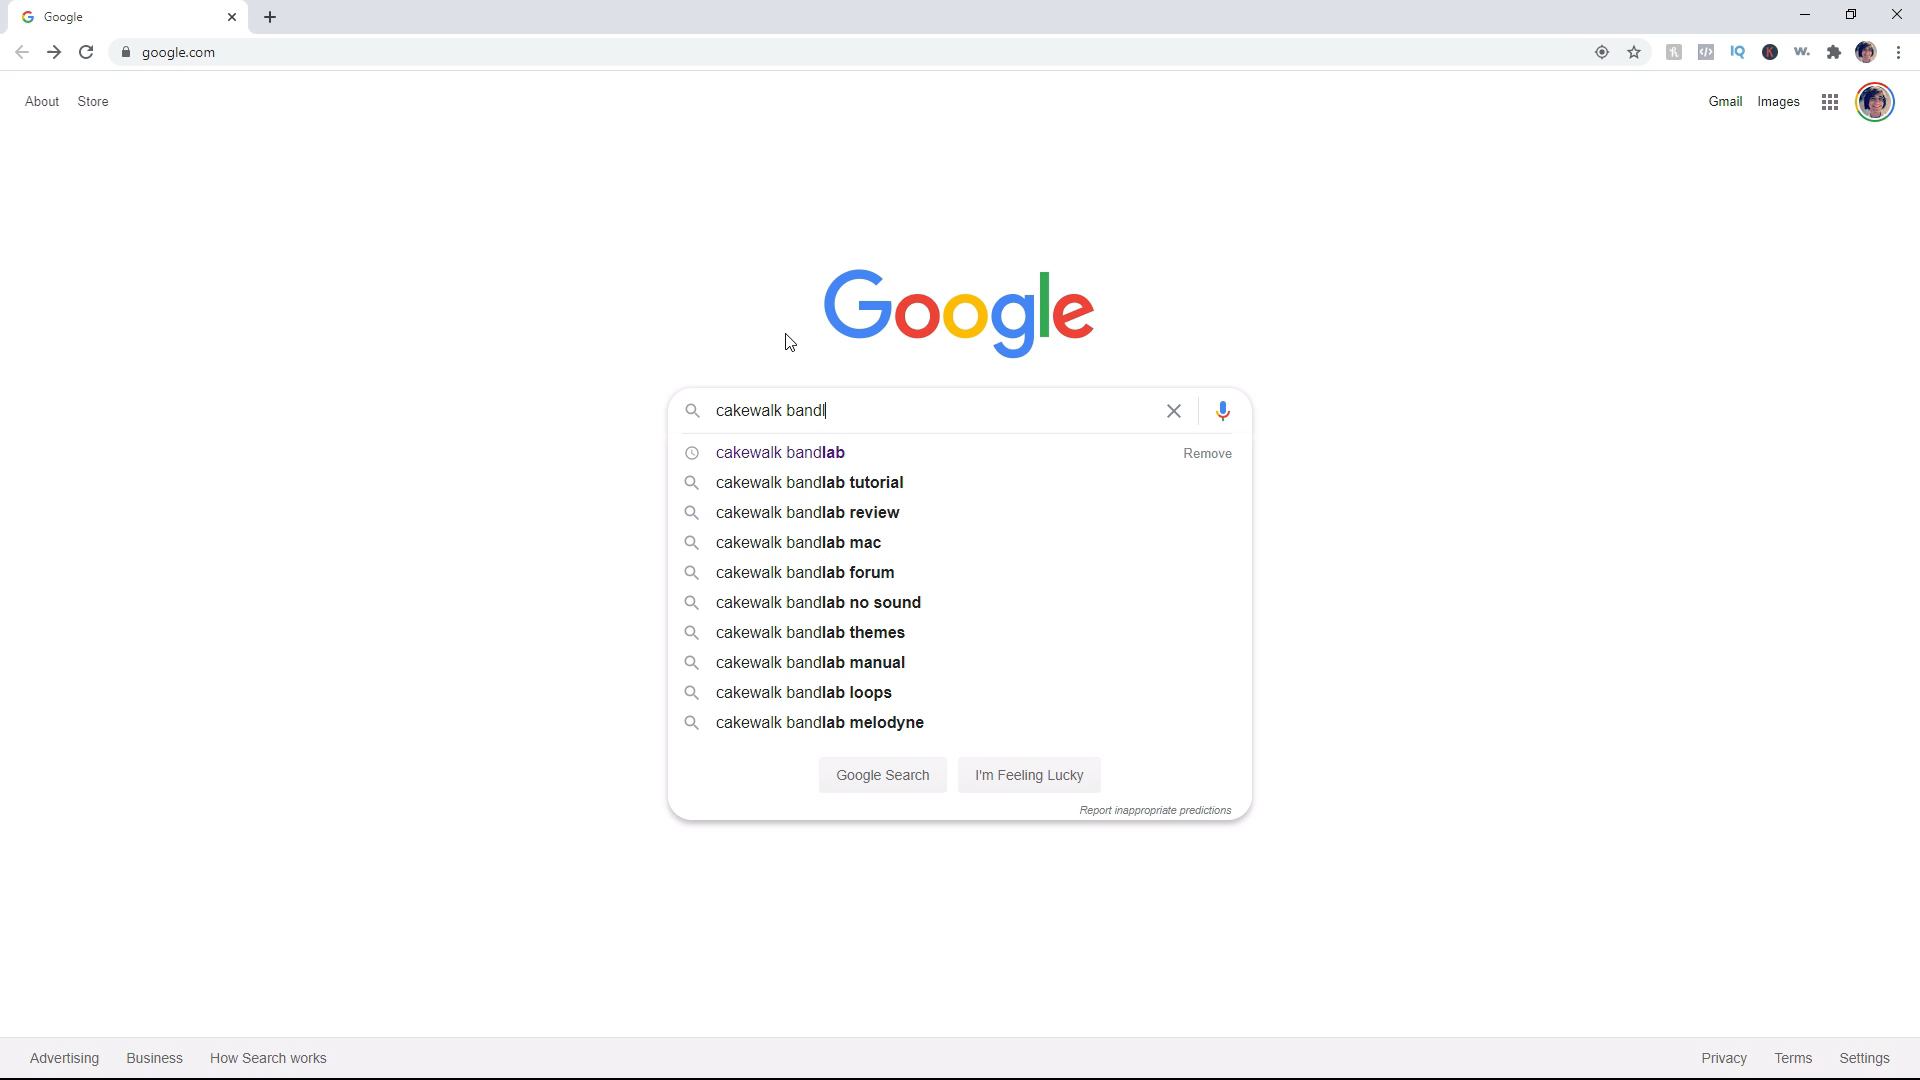 Google
google.com
About Store
Gmail Images
Google
cakewalk bandl
cakewalk bandlab Remove
cakewalk bandlab tutorial
cakewalk bandlab review
cakewalk bandlab mac
cakewalk bandlab forum
cakewalk bandlab no sound
cakewalk bandlab themes
cakewalk bandlab manual
cakewalk bandlab loops
cakewalk bandlab melodyne
Google Search I'm Feeling Lucky
Report inappropriate predictions
Advertising Business How Search works
Privacy Terms Settings